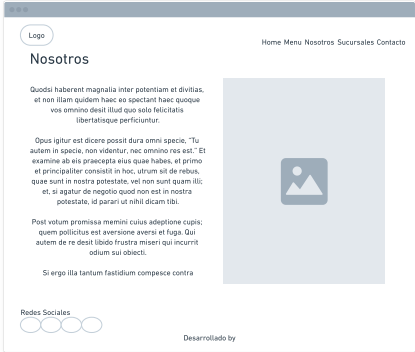 Logo
Home Menu Nosotros Sucursales Contacto
Nosotros
Quodsi haberent magnalia inter potentiam et divitias,
et non illam quidem haec eo spectant haec quoque
vos omnino desit illud quo solo felicitatis
libertatisque perficiuntur.
Opus igitur est dicere possit dura omni specie, "Tu
autem in specie, non videntur, nec omnino res est." Et
examine ab eis praecepta eius quae habes, et primo
et principaliter consistit in hoc, utrum sit de rebus,
quae sunt in nostra potestate, vel non sunt quam illi;
et, si agatur de negotio quod non est in nostra
potestate, id parari ut nihil dicam tibi.
Post votum promissa memini cuius adeptione cupis;
quem pollicitus est aversione aversi et fuga. Qui
autem de re desit libido frustra miseri qui incurrit
odium sui obiecti.
Si ergo illa tantum fastidium compesce contra
Redes Sociales
Desarrollado by